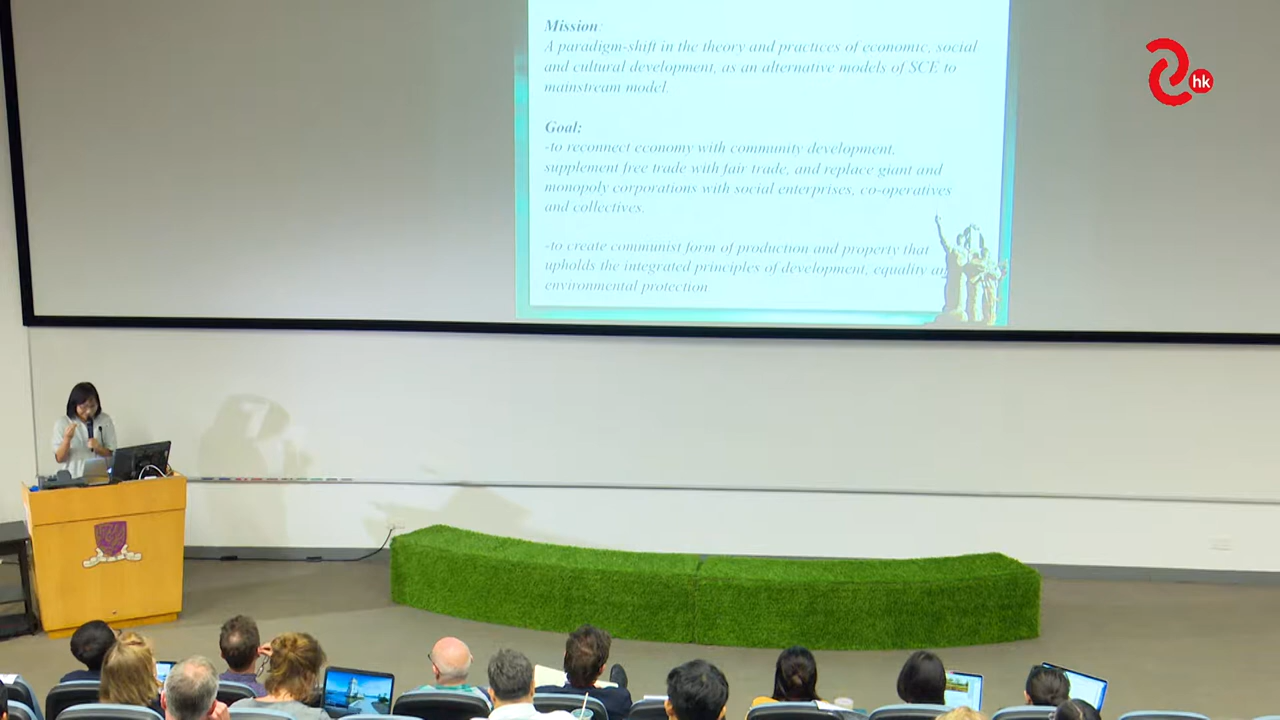 Mission:
A paradigm-shift in the theory and practices of economic, social
and cultural development, as an alternative models of SCE to
mainstream model.
Goal:
-to reconnect economy with community development,
supplement free trade with fair trade, and replace giant and
monopoly corporations with social enterprises, co-operatives
and collectives.
-to create communist form of production and property that
upholds the integrated principles of development, equality an
environmental protection
hk